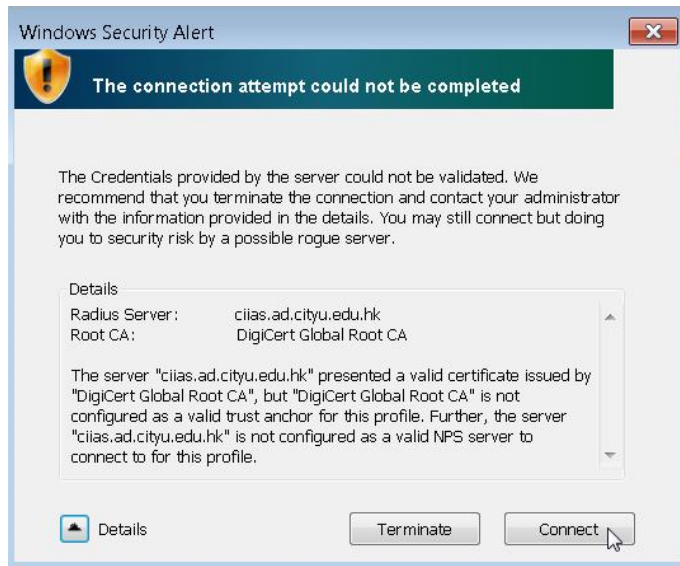 Windows Security Alert
The connection attempt could not be completed
The Credentials provided by the server could not be validated. We
recommend that you terminate the connection and contact your administrator
with the information provided in the details. You may still connect but doing
you to security risk by a possible rogue server.
Details
Radius Server: ciias.ad.cityu.edu.hk
Root CA: DigiCert Global Root CA
The server "ciias.ad.cityu.edu.hk" presented a valid certificate issued by
"DigiCert Global Root CA", but "DigiCert Global Root CA" is not
configured as a valid trust anchor for this profile. Further, the server
"ciias.ad.cityu.edu.hk" is not configured as a valid NPS server to
connect to for this profile.
Details Terminate Connect